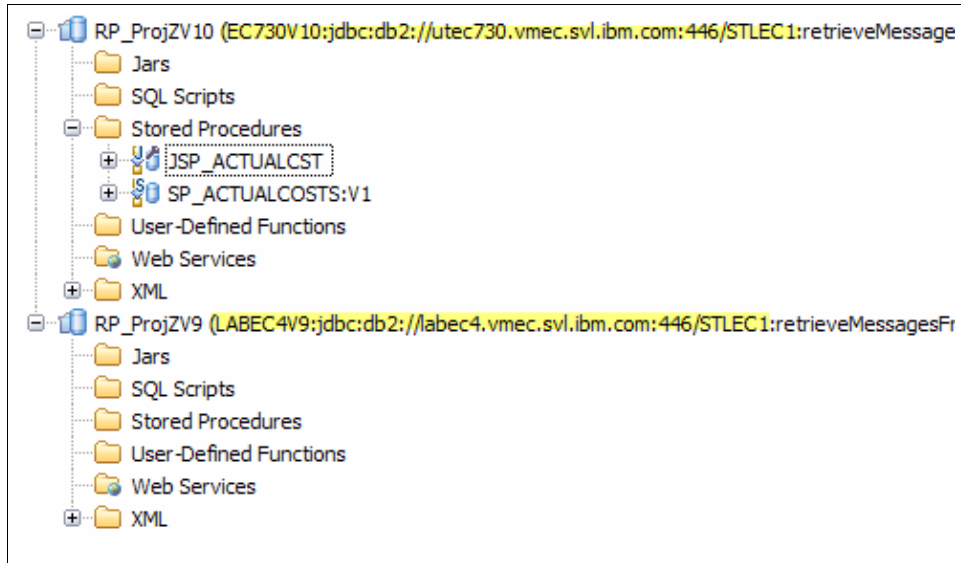 RP_ProjZV10 (EC730V10:jdbc:db2://utec730.vmec.svl.ibm.com:446/STLEC1:retrieveMessage
Jars
SQL Scripts
Stored Procedures
JSP_ACTUALCST
SP_ACTUALCOSTS:V1
User-Defined Functions
Web Services
XML
RP_ProjZV9 (LABEC4V9:jdbc:db2://labec4.vmec.svl.ibm.com:446/STLEC1:retrieveMessagesFr
Jars
SQL Scripts
Stored Procedures
User-Defined Functions
Web Services
XML